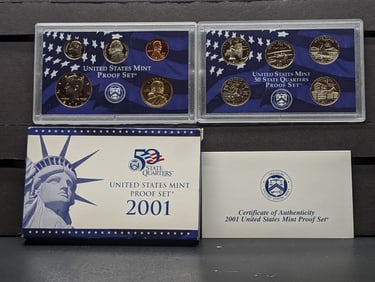 UNITED STATES MINT
PROOF SET®
UNITED STATES MINT
50 STATE QUARTERS
PROOF SET®
50
STATE
QUARTERS™
UNITED STATES MINT
PROOF SET®
2001
Certificate of Authenticity
2001 United States Mint Proof Set®